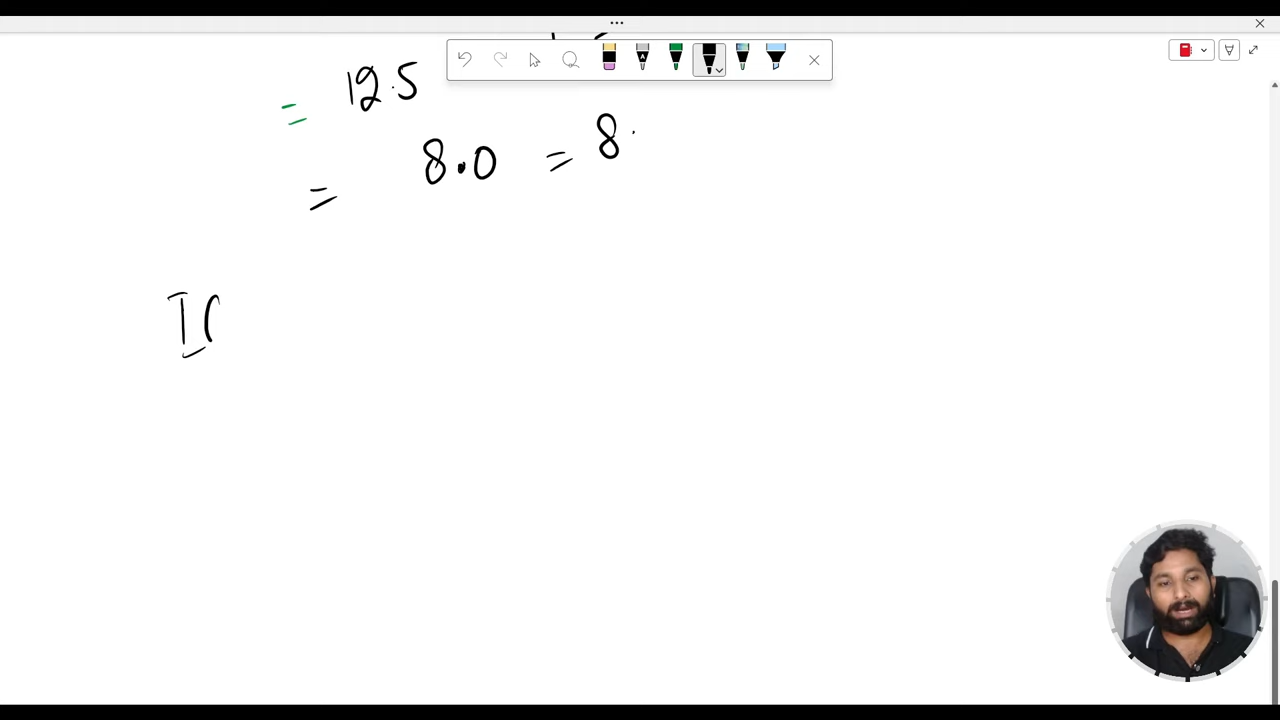 = 12.5
= 8.0 = 8.
I